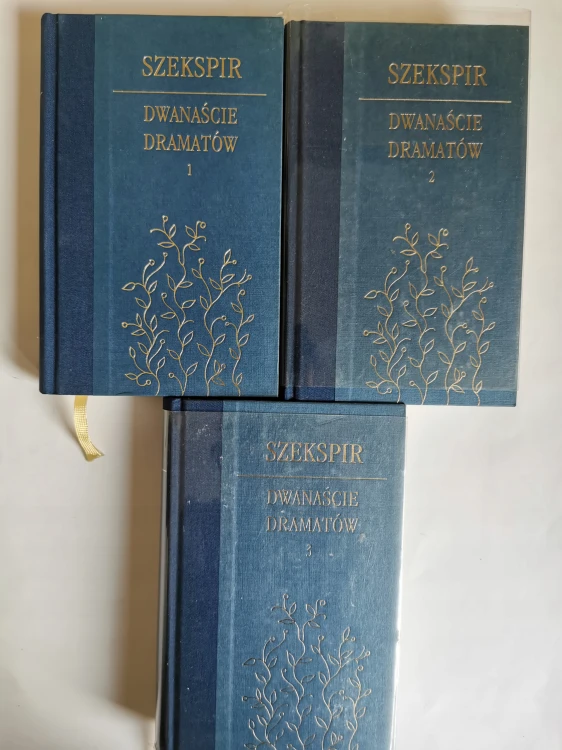 SZEKSPIR
DWANAŚCIE
DRAMATÓW
1
SZEKSPIR
DWANAŚCIE
DRAMATÓW
2
SZEKSPIR
DWANAŚCIE
DRAMATÓW
3